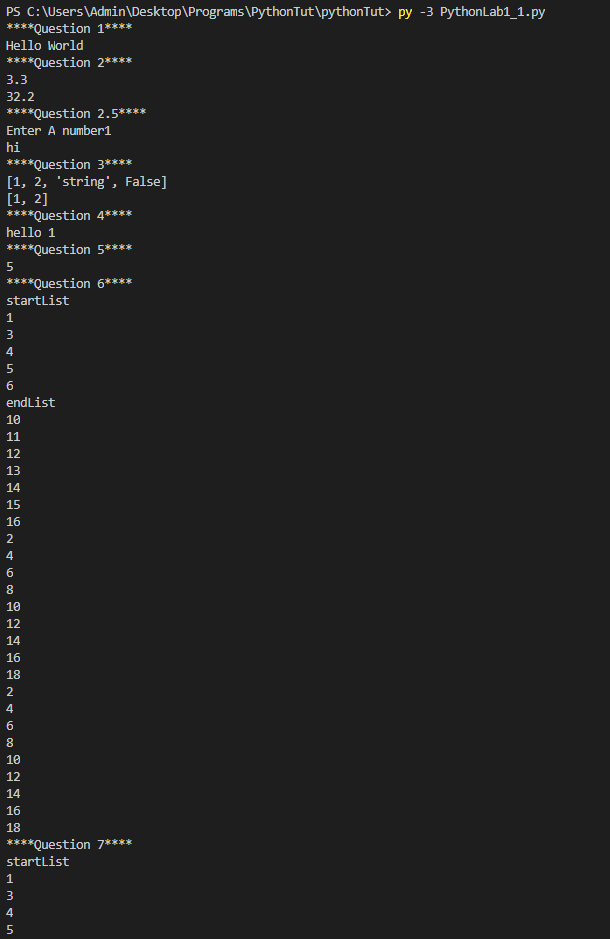 PS C:\Users\Admin\Desktop\Programs\PythonTut\pythonTut> py -3 PythonLab1_1.py
****Question 1****
Hello World
****Question 2****
3.3
32.2
****Question 2.5****
Enter A number1
hi
****Question 3****
[1, 2, 'string', False]
[1, 2]
****Question 4****
hello 1
****Question 5****
5
****Question 6****
startList
1
3
4
5
6
endList
10
11
12
13
14
15
16
2
4
6
8
10
12
14
16
18
2
4
6
8
10
12
14
16
18
****Question 7****
startList
1
3
4
5